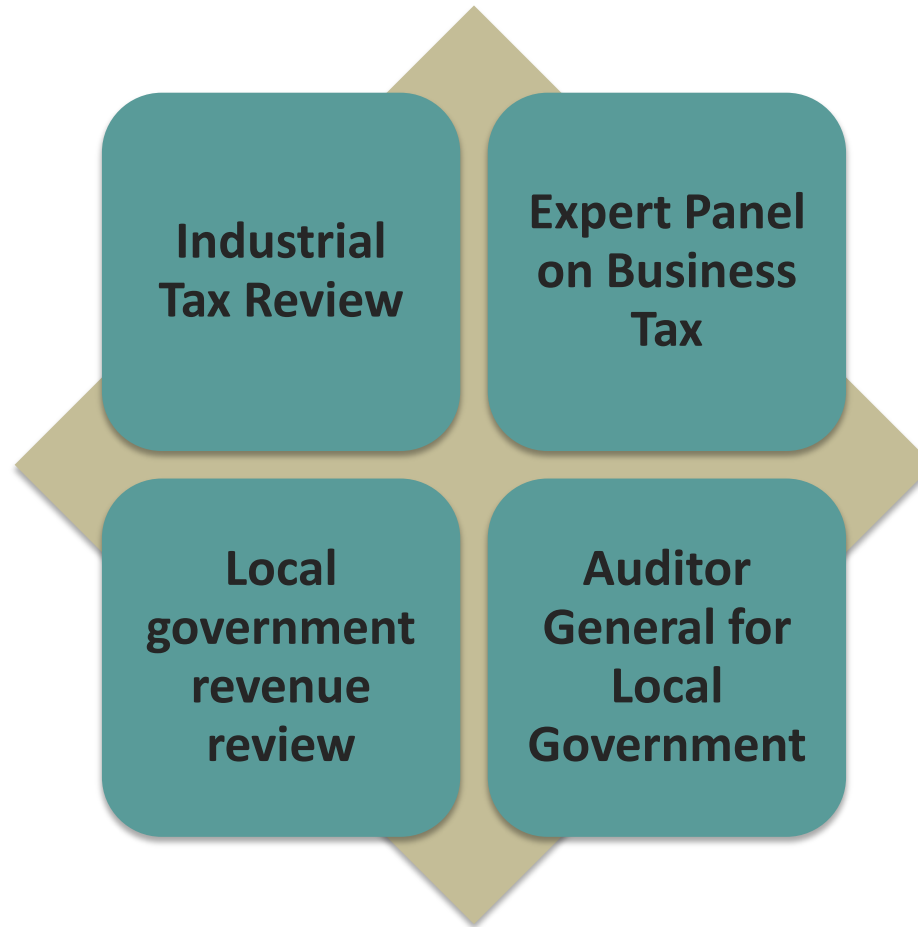 Industrial
Tax Review
Expert Panel
on Business
Tax
Local
government
revenue
review
Auditor
General for
Local
Government